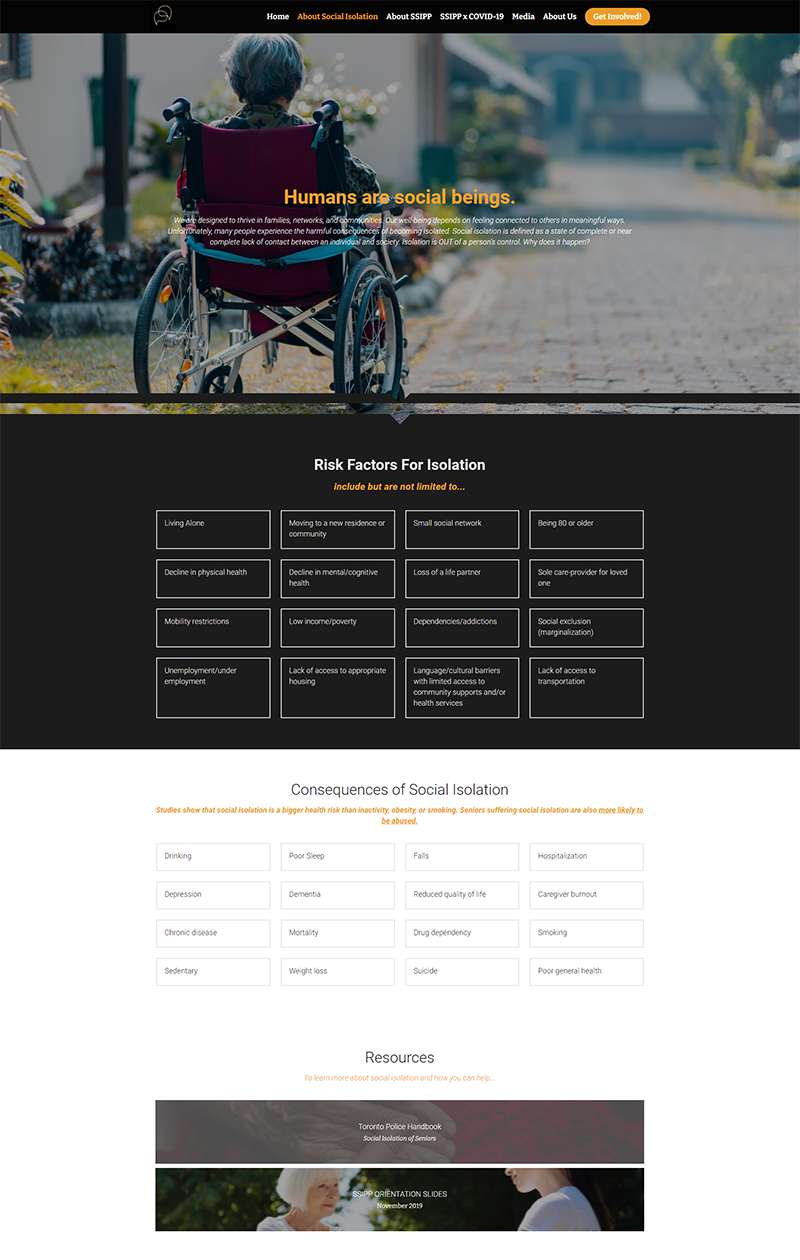 Home About Social Isolation About SSIPP SSIPP x COVID-19 Media About Us Get Involved!
Humans are social beings.
We are designed to thrive in families, networks, and communities. Our well-being depends on feeling connected to others in meaningful ways.
Unfortunately, many people experience the harmful consequences of becoming isolated. Social isolation is defined as a state of complete or near
complete lack of contact between an individual and society. Isolation is OUT of a person's control. Why does it happen?
Risk Factors For Isolation
include but are not limited to...
Living Alone
Moving to a new residence or
community
Small social network
Being 80 or older
Decline in physical health
Decline in mental/cognitive
health
Loss of a life partner
Sole care-provider for loved
one
Mobility restrictions
Low income/poverty
Dependencies/addictions
Social exclusion
(marginalization)
Unemployment/under
employment
Lack of access to appropriate
housing
Language/cultural barriers
with limited access to
community supports and/or
health services
Lack of access to
transportation
Consequences of Social Isolation
Studies show that social isolation is a bigger health risk than inactivity, obesity, or smoking. Seniors suffering social isolation are also more likely to
be abused.
Drinking
Poor Sleep
Falls
Hospitalization
Depression
Dementia
Reduced quality of life
Caregiver burnout
Chronic disease
Mortality
Drug dependency
Smoking
Sedentary
Weight loss
Suicide
Poor general health
Resources
To learn more about social isolation and how you can help...
Toronto Police Handbook
Social Isolation of Seniors
SSIPP ORIENTATION SLIDES
November 2019